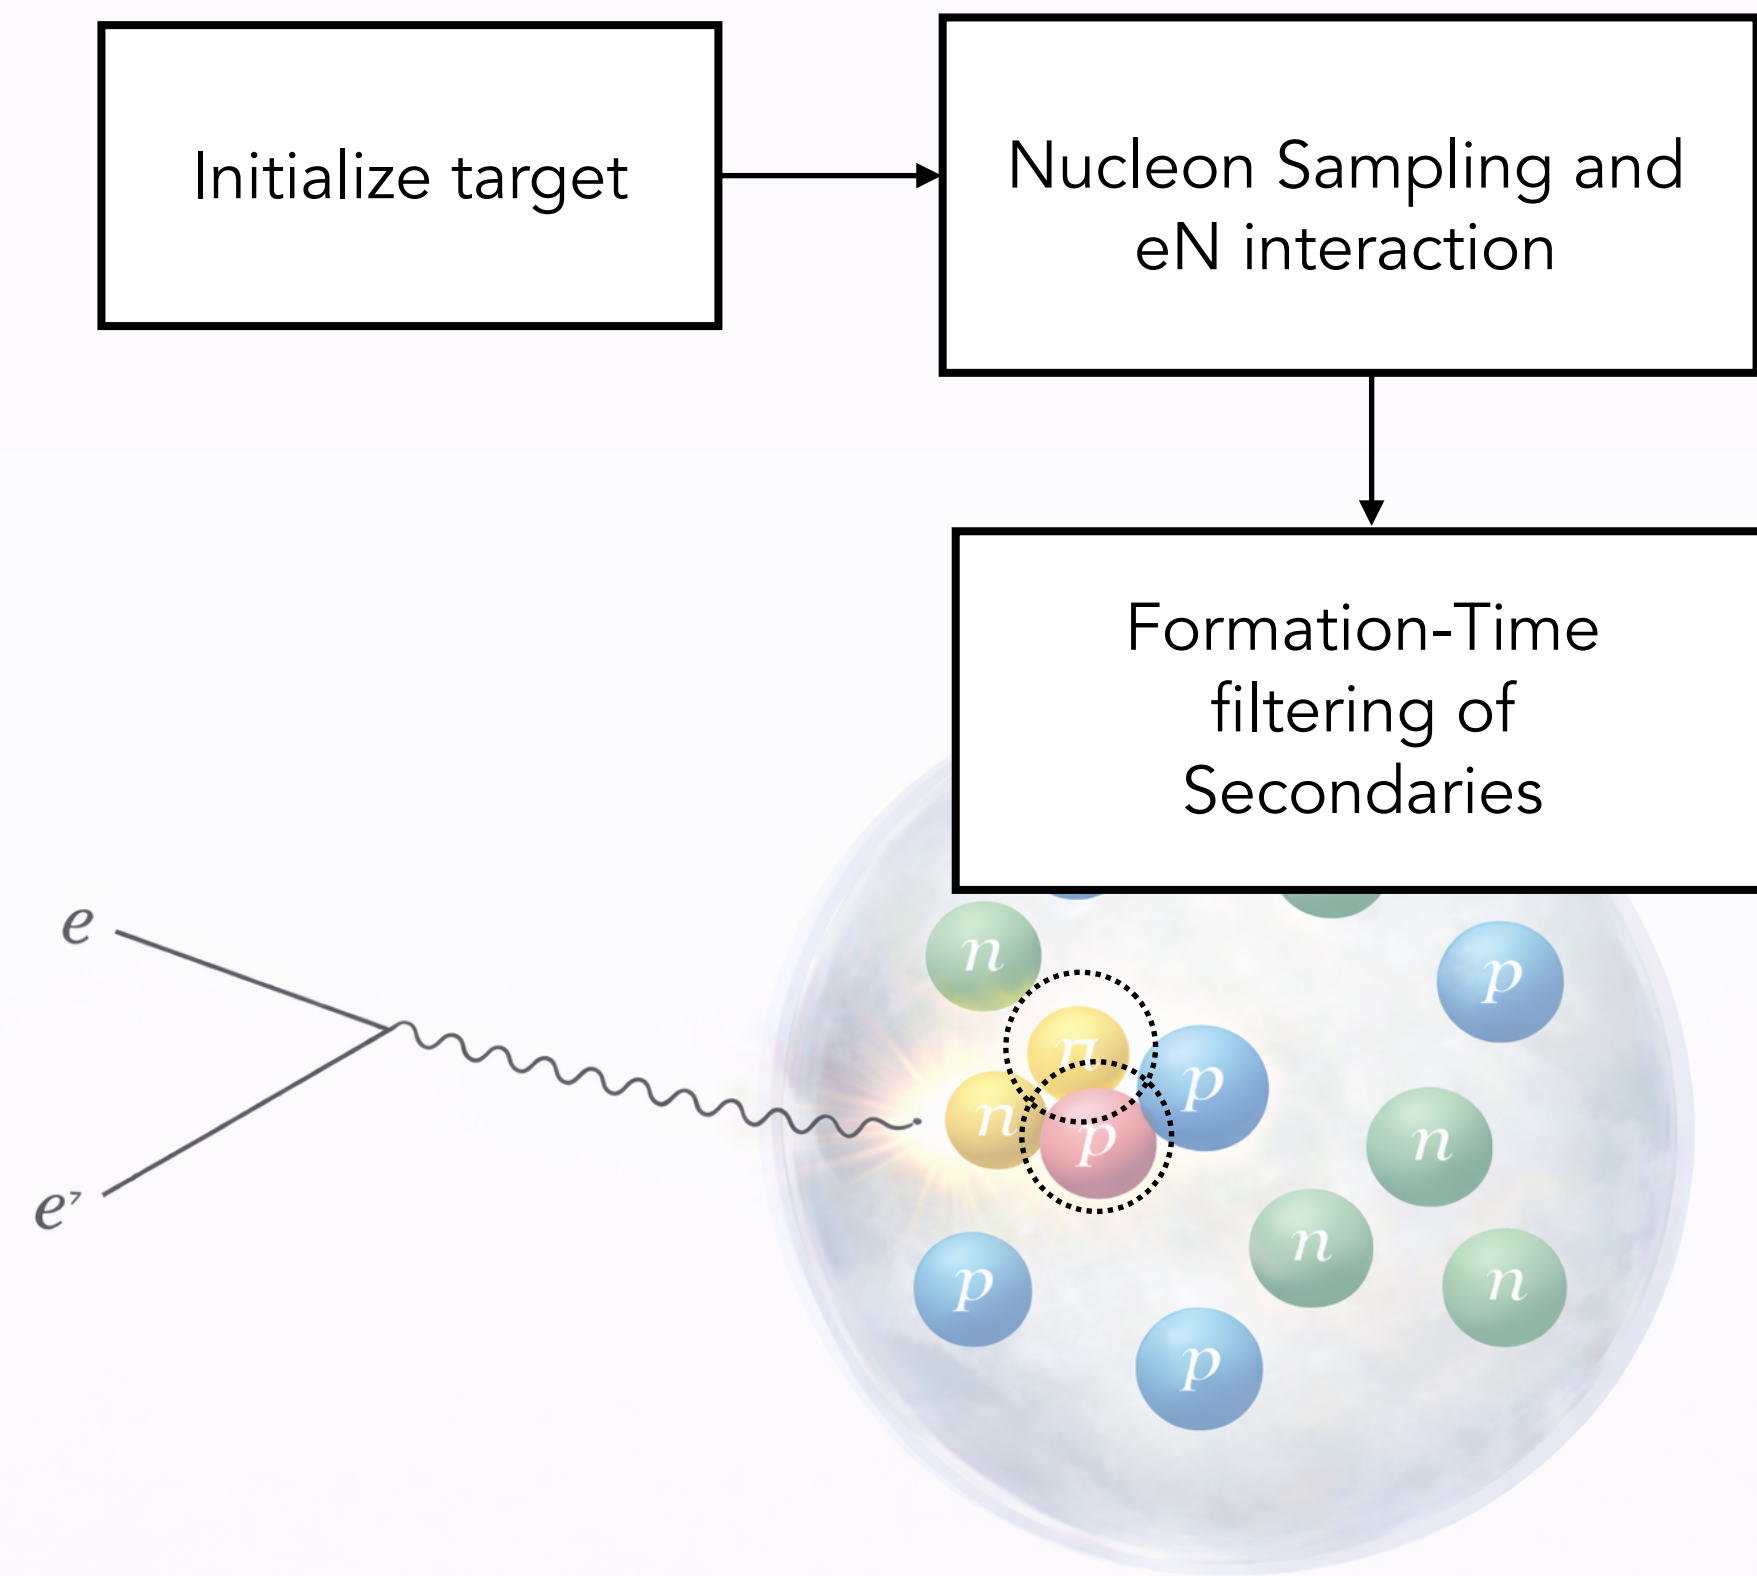 Initialize target
Nucleon Sampling and
eN interaction
Formation-Time
filtering of
Secondaries
e
n
p
n
p
n
p
n
e’
n
p
n
p